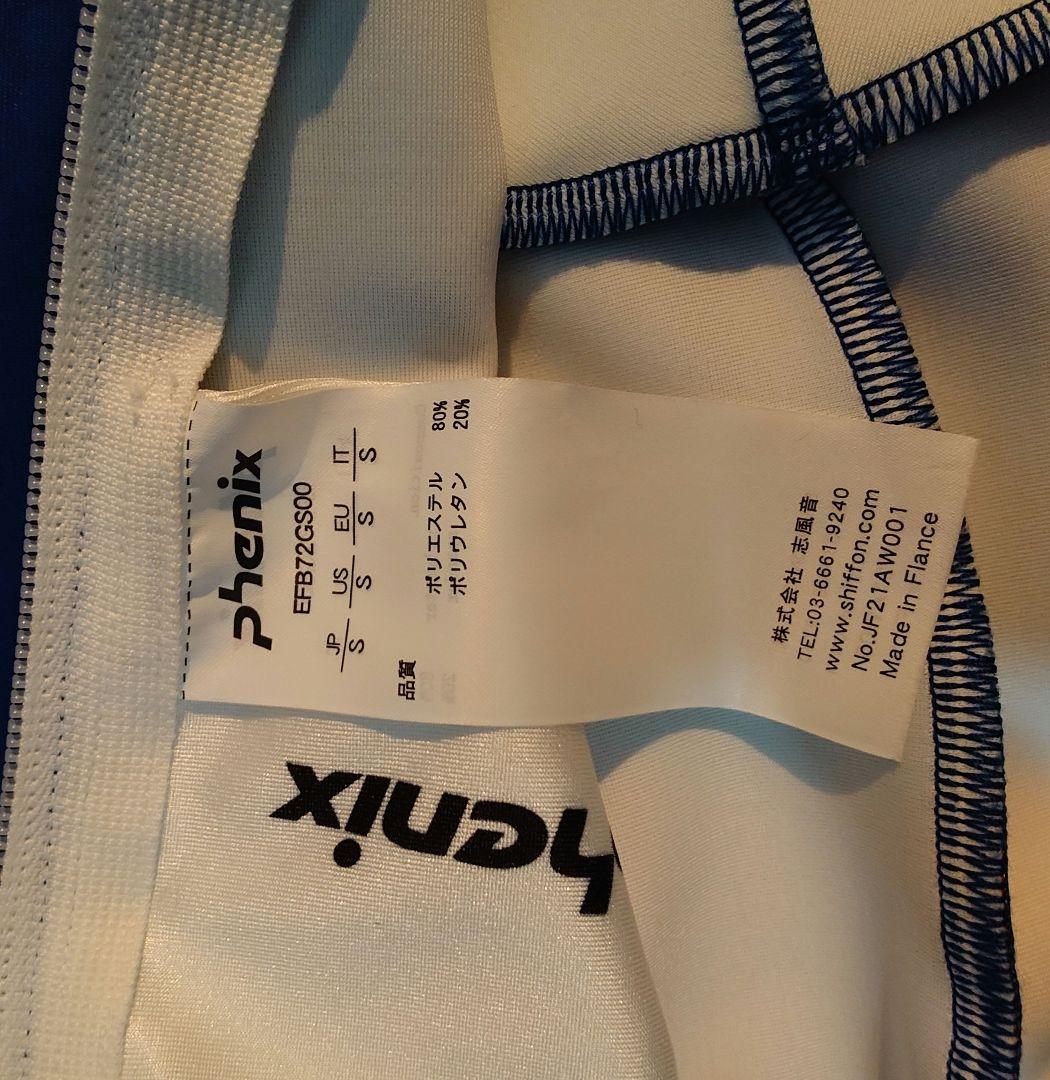 phenix
EFB72GS00
JP US EU IT
S S S S
品質
ポリエステル 80%
ポリウレタン 20%
株式会社 志風音
TEL:03-6661-9240
www.shiffon.com
No.JF21AW001
Made in Flance
henix